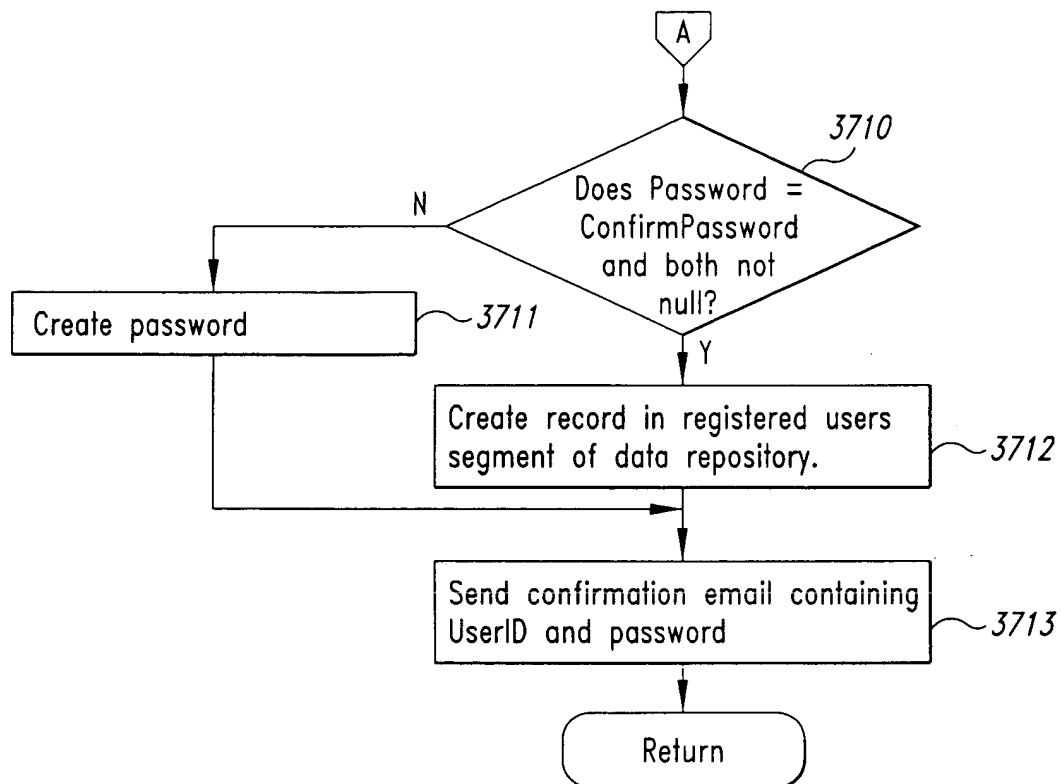 A
3710
Does Password =
ConfirmPassword
and both not
null?
N
Create password
3711
Y
Create record in registered users
segment of data repository.
3712
Send confirmation email containing
UserID and password
3713
Return